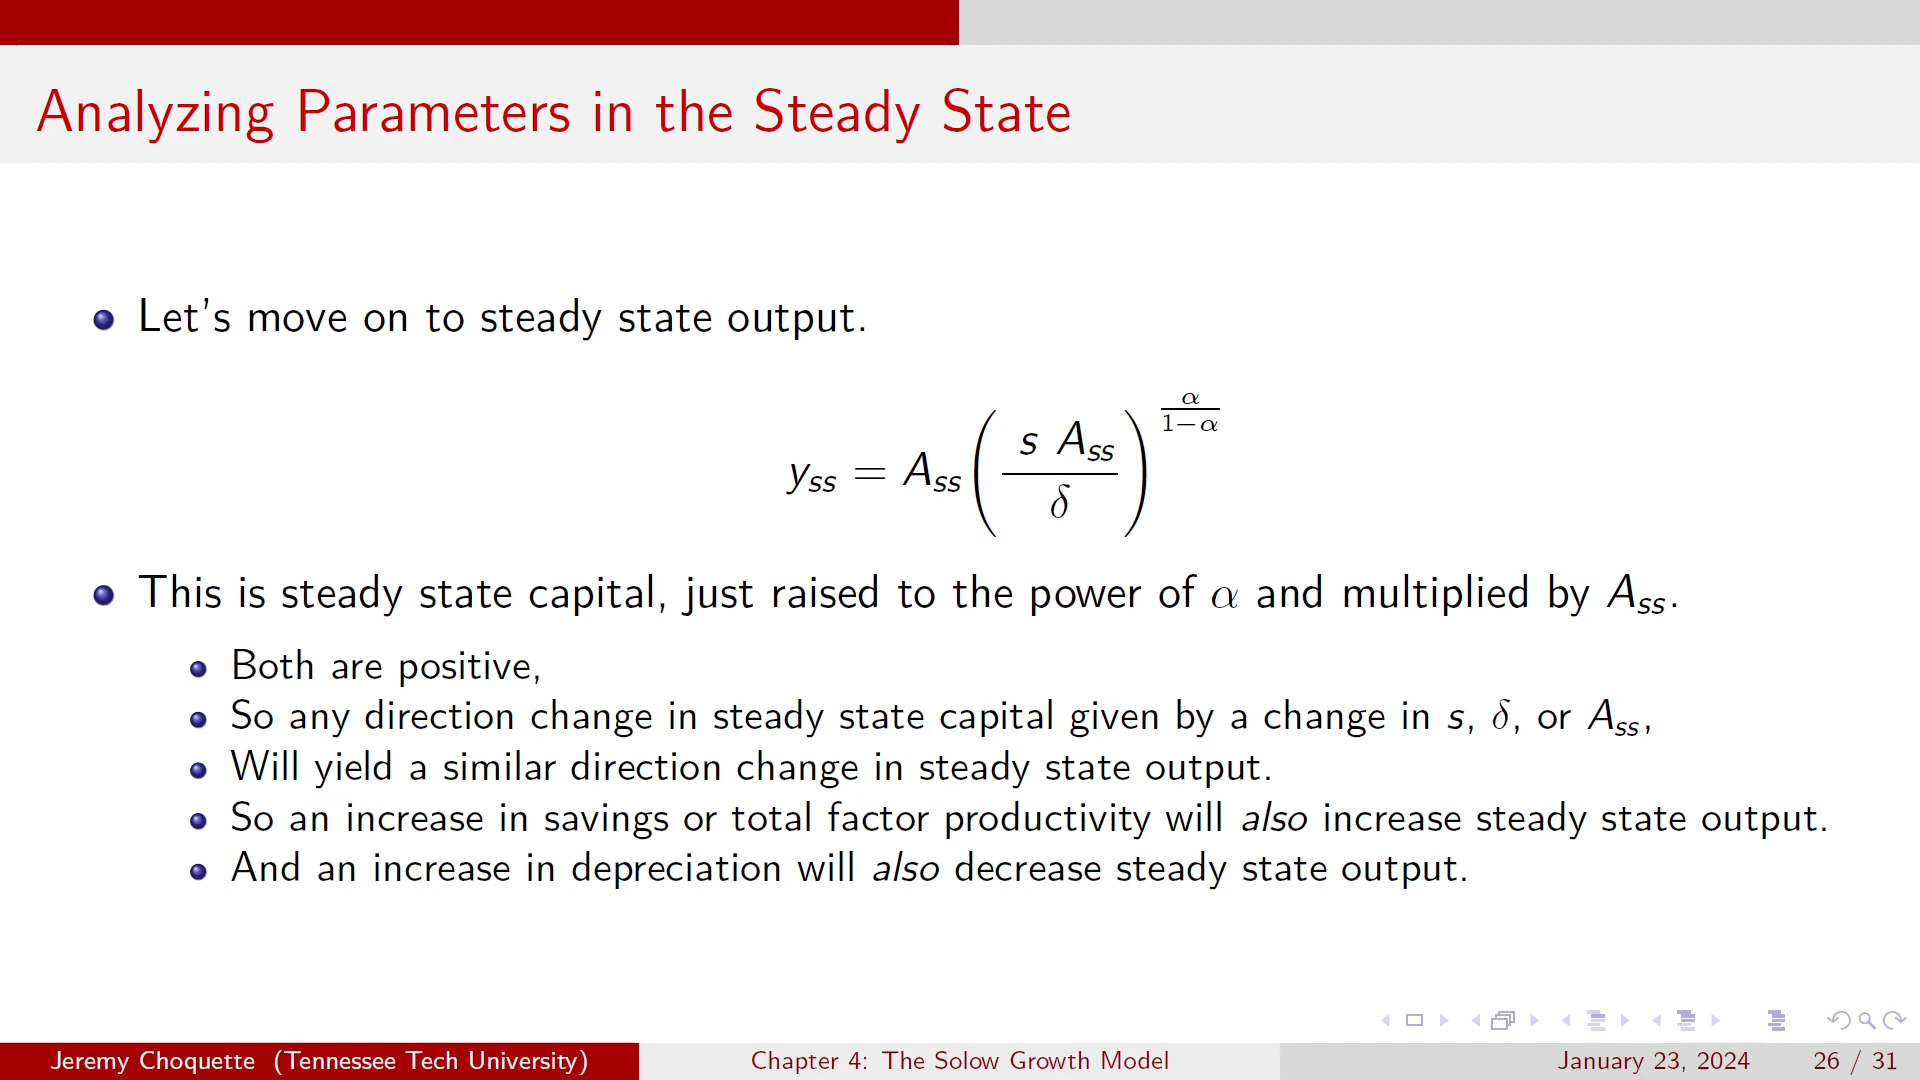 Analyzing Parameters in the Steady State
Let's move on to steady state output.
y_ss = A_ss ( s A_ss / δ )^(α / 1−α)
This is steady state capital, just raised to the power of α and multiplied by A_ss.
Both are positive,
So any direction change in steady state capital given by a change in s, δ, or A_ss,
Will yield a similar direction change in steady state output.
So an increase in savings or total factor productivity will also increase steady state output.
And an increase in depreciation will also decrease steady state output.
Jeremy Choquette (Tennessee Tech University) Chapter 4: The Solow Growth Model January 23, 2024 26 / 31